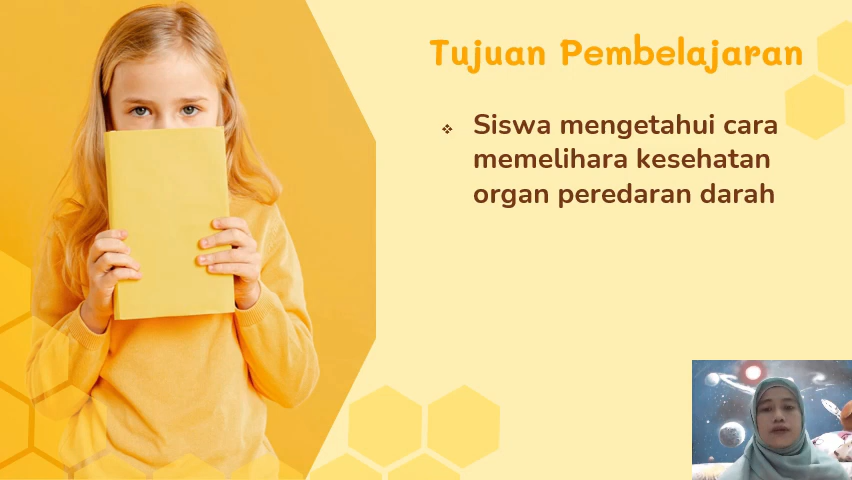 Tujuan Pembelajaran
Siswa mengetahui cara
memelihara kesehatan
organ peredaran darah